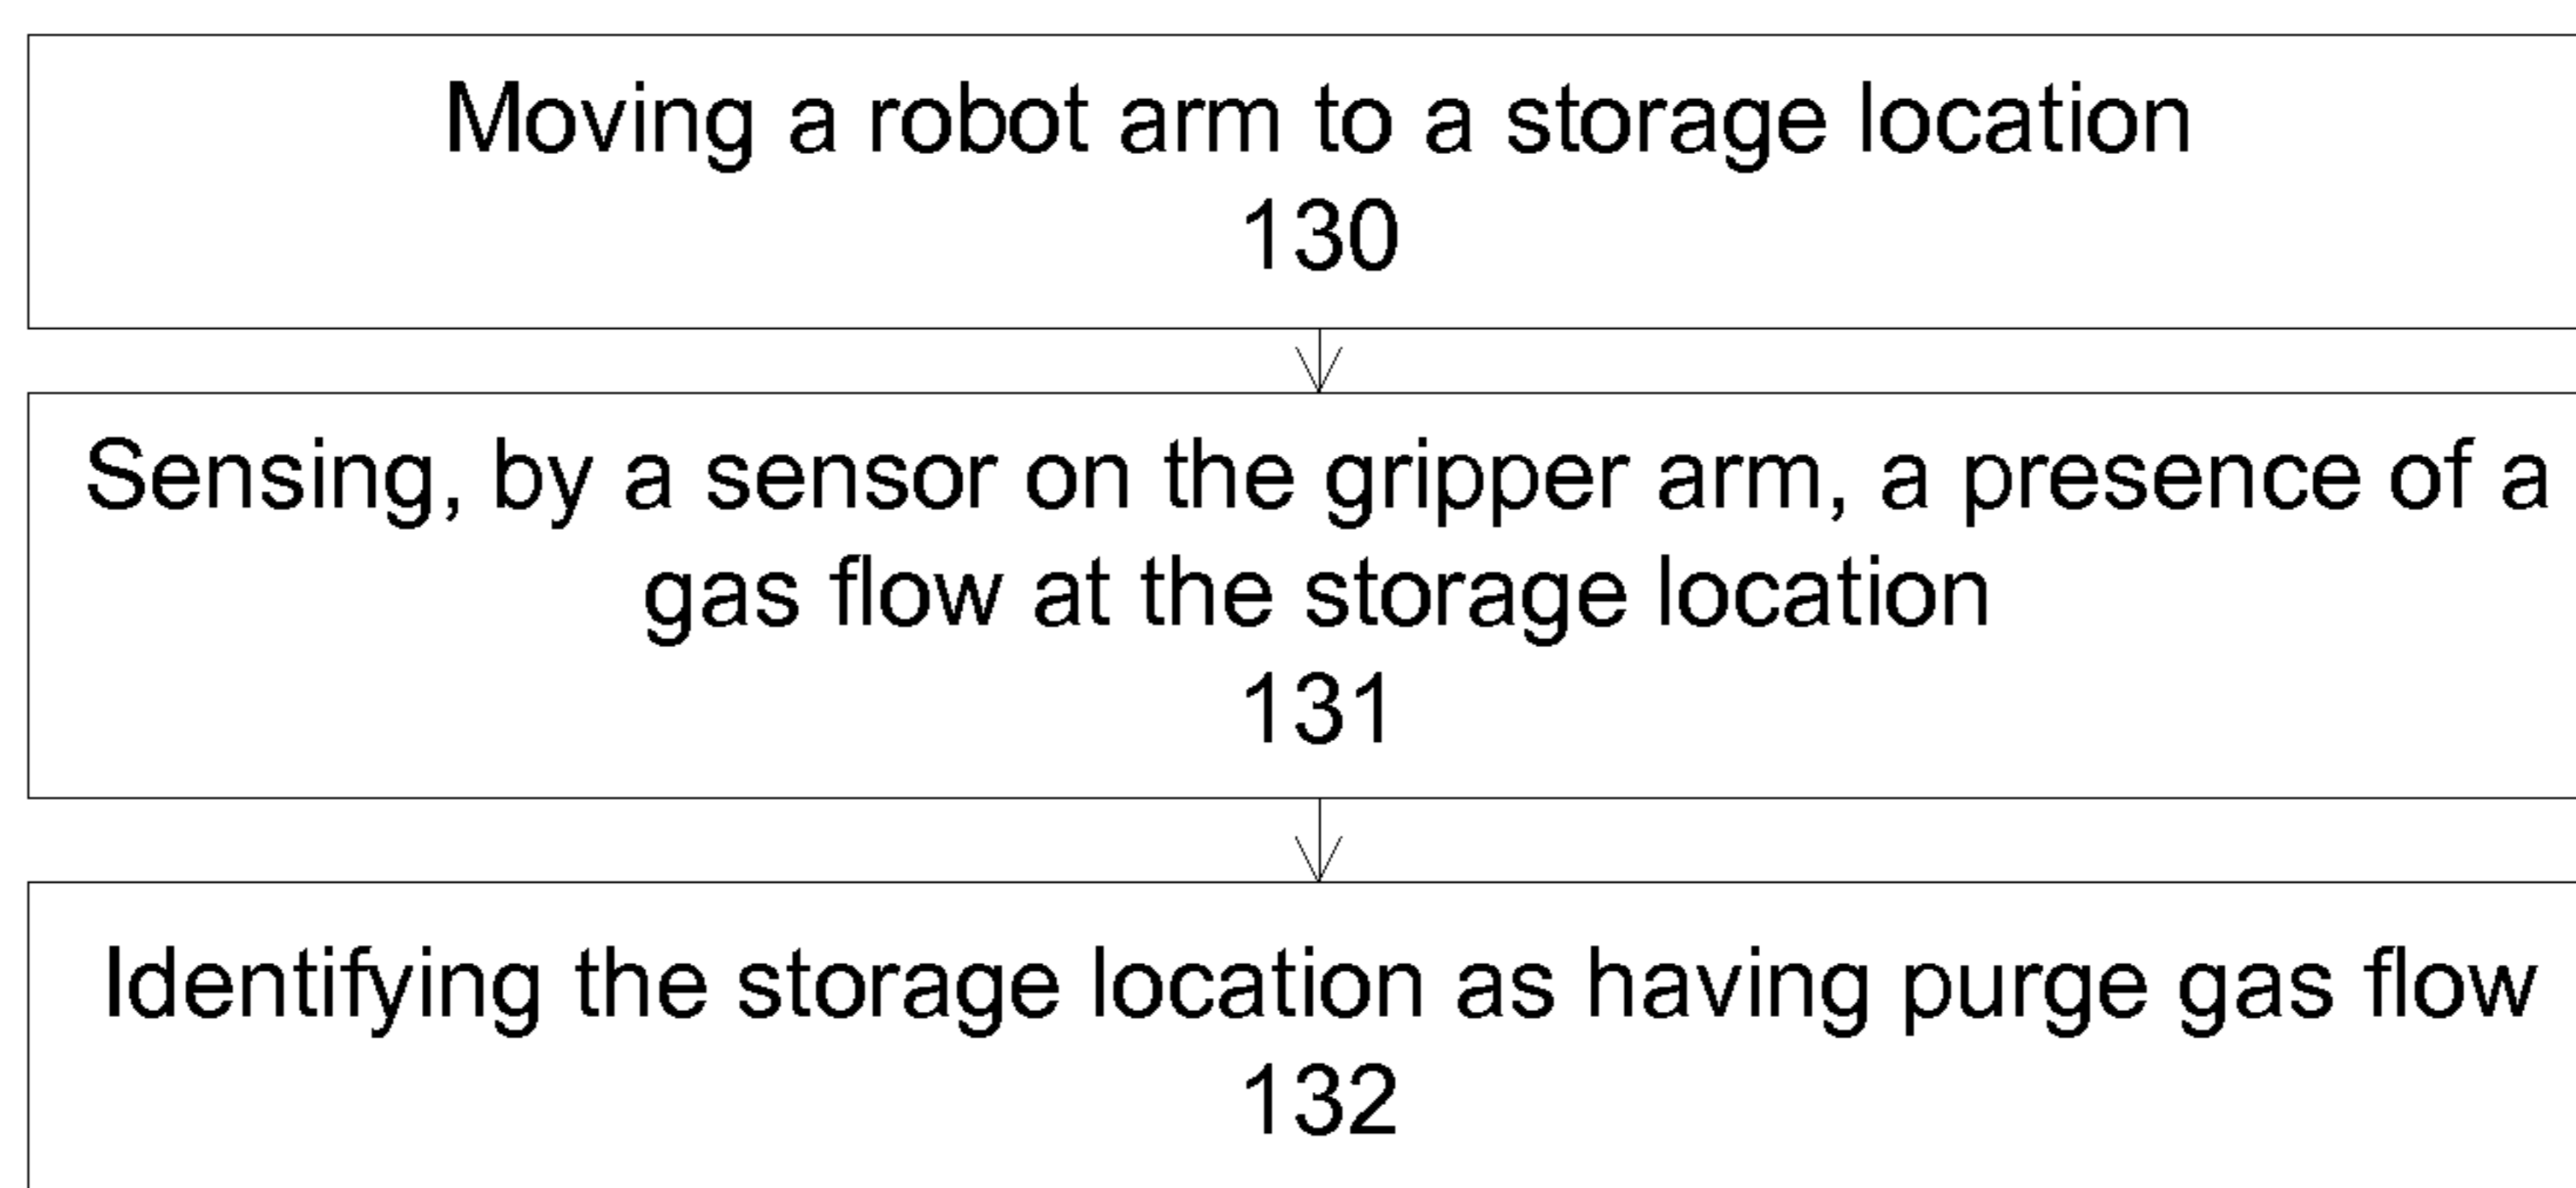 Moving a robot arm to a storage location
130
Sensing, by a sensor on the gripper arm, a presence of a
gas flow at the storage location
131
Identifying the storage location as having purge gas flow
132